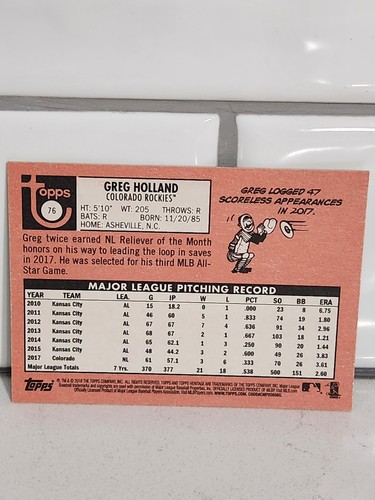 Topps
76
GREG HOLLAND
COLORADO ROCKIES™
HT: 5'10" WT: 205 THROWS: R
BATS: R BORN: 11/20/85
HOME: ASHEVILLE, N.C.
GREG LOGGED 47
SCORELESS APPEARANCES
IN 2017.
Greg twice earned NL Reliever of the Month
honors on his way to leading the loop in saves
in 2017. He was selected for his third MLB All-
Star Game.
MAJOR LEAGUE PITCHING RECORD
YEAR TEAM LEA. G IP W L PCT SO BB ERA
2010 Kansas City AL 15 18.2 0 1 .000 23 8 6.75
2011 Kansas City AL 46 60 5 1 .833 74 19 1.80
2012 Kansas City AL 67 67 7 4 .636 91 34 2.96
2013 Kansas City AL 68 67 2 1 .667 103 18 1.21
2014 Kansas City AL 65 62.1 1 3 .250 90 20 1.44
2015 Kansas City AL 48 44.2 3 2 .600 49 26 3.83
2017 Colorado NL 61 57.1 3 6 .333 70 26 3.61
Major League Totals 7 Yrs. 370 377 21 18 .538 500 151 2.60
Topps